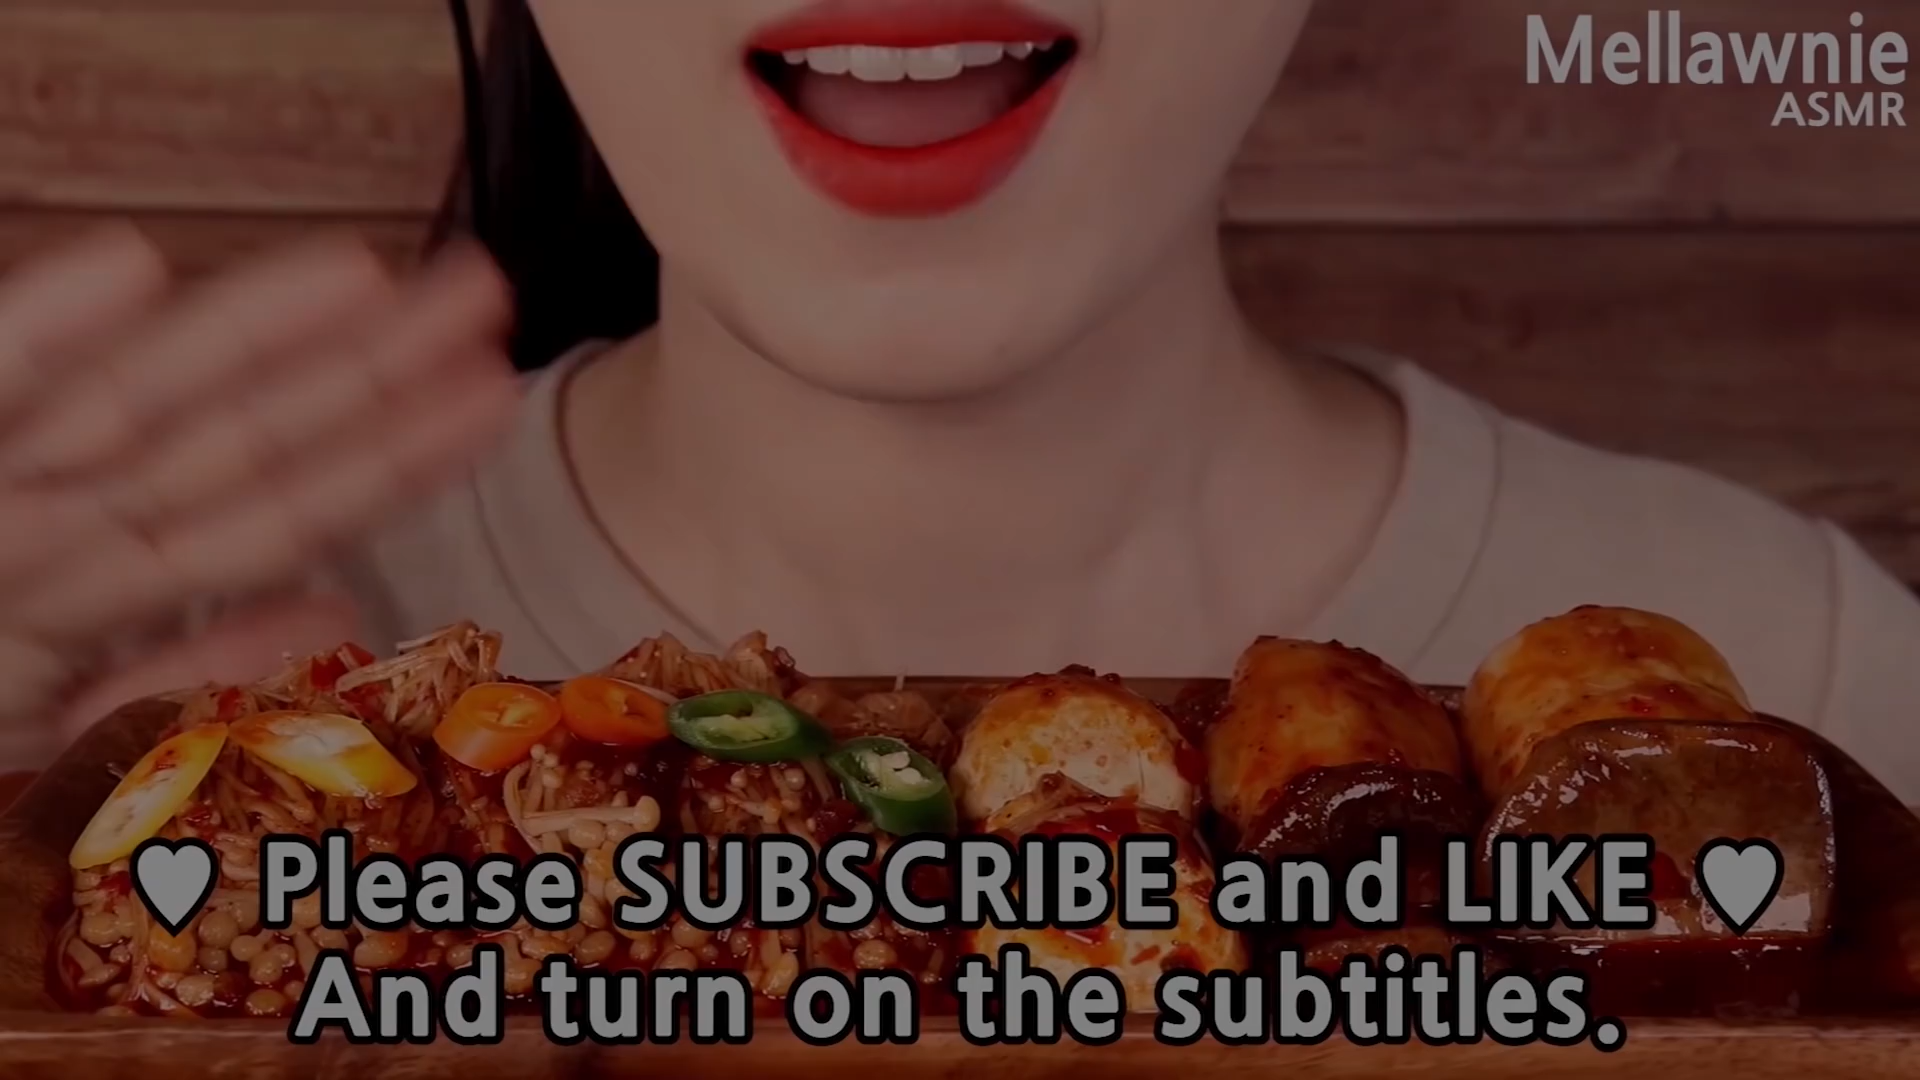 Mellawnie
ASMR
♥ Please SUBSCRIBE and LIKE ♥
And turn on the subtitles.